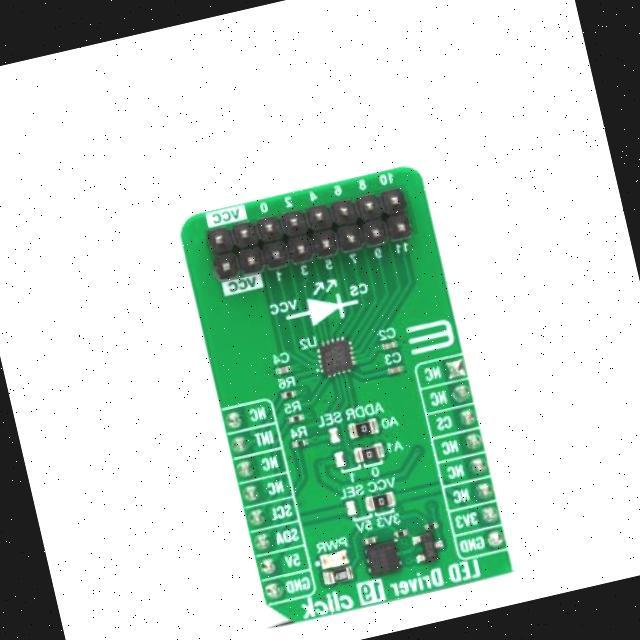 VCC 0 2 4 6 8 10
VCC 3 5 7 9 11
VCC CS
U2
C4
R6
R5
R4
C2
C3
ADDR SEL
A0
A1
1 0
VCC SEL
3V3 5V
PWR
NC
INT
NC
NC
SCL
SDA
5V
GND
NC
NC
CS
NC
NC
NC
3V3
GND
LED Driver 19 click